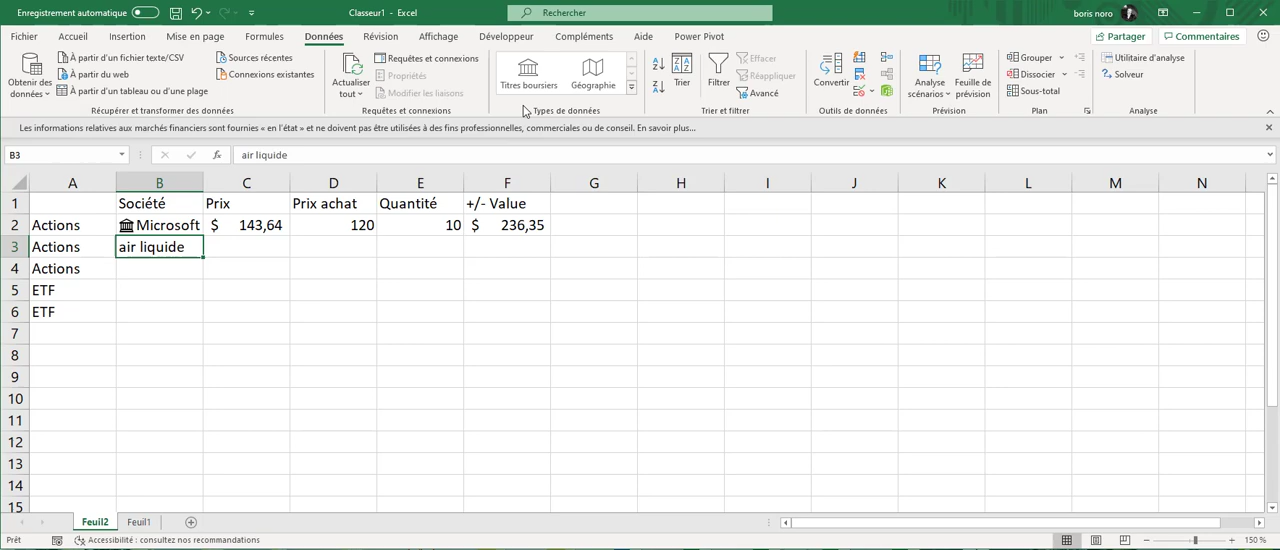 Enregistrement automatique Classeur1 - Excel Rechercher boris noro
Fichier Accueil Insertion Mise en page Formules Données Révision Affichage Développeur Compléments Aide Power Pivot Partager Commentaires
Obtenir des données
À partir d'un fichier texte/CSV
À partir du web
À partir d'un tableau ou d'une plage
Sources récentes
Connexions existantes
Récupérer et transformer des données
Actualiser tout
Requêtes et connexions
Propriétés
Modifier les liaisons
Requêtes et connexions
Titres boursiers Géographie
Types de données
Trier Filtrer
Effacer
Réappliquer
Avancé
Trier et filtrer
Convertir
Outils de données
Analyse scénarios
Feuille de prévision
Prévision
Grouper
Dissocier
Sous-total
Plan
Utilitaire d'analyse
Solveur
Analyse
Les informations relatives aux marchés financiers sont fournies « en l'état » et ne doivent pas être utilisées à des fins professionnelles, commerciales ou de conseil. En savoir plus...
B3 fx air liquide
A B C D E F G H I J K L M N
1 Société Prix Prix achat Quantité +/- Value
2 Actions Microsoft $ 143,64 120 10 $ 236,35
3 Actions air liquide
4 Actions
5 ETF
6 ETF
7
8
9
10
11
12
13
14
15
Feuil2 Feuil1
Prêt Accessibilité : consultez nos recommandations 150 %